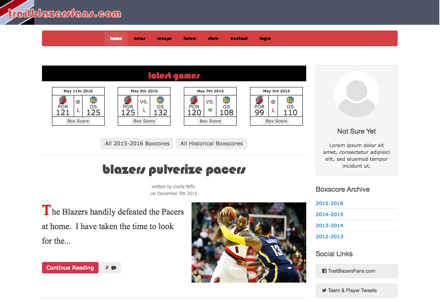 trailblazersfans.com
home news recaps forum store contact login
latest games
May 11th 2016 May 9th 2016 May 7th 2016 May 3rd 2016
@ vs. vs. @
POR L GS POR L GS POR W GS POR L GS
121 125 125 132 120 108 99 110
Box Score Box Score Box Score Box Score
All 2015-2016 Boxcores All Historical Boxscores
blazers pulverize pacers
written by Uncle Riffy
on December 5th 2015
The Blazers handily defeated the Pacers
at home. I have taken the time to look
for the...
Continue Reading #
Not Sure Yet
Lorem ipsum dolor sit
amet, consectetur adipisici
elit, sed eiusmod tempor
incidunt ut.
Boxscore Archive
2015-2016
2014-2015
2013-2014
2012-2013
Social Links
TrailBlazersFans.com
Team & Player Tweets